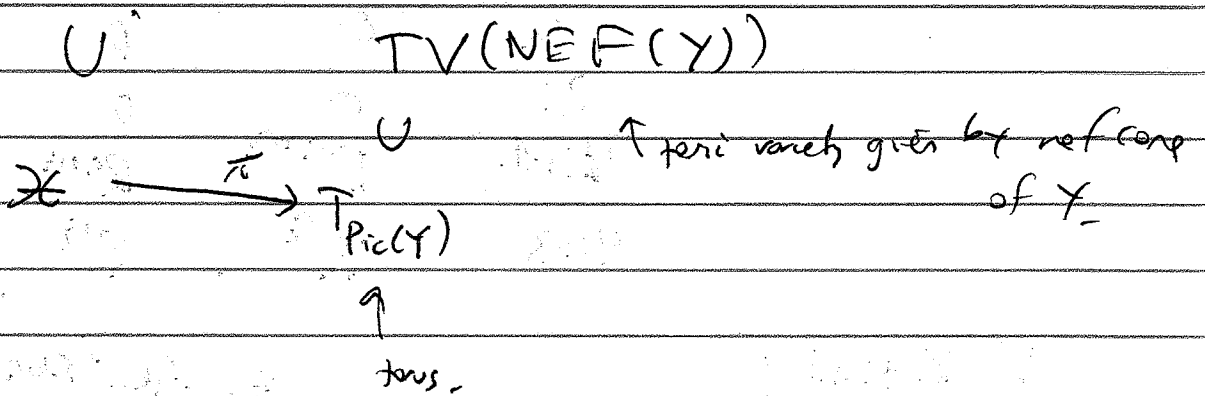 U TV(NEF(Y))
∪ ↑ toric variety given by nef cone
𝒳 —π→ T_Pic(Y) of Y.
↑
torus.